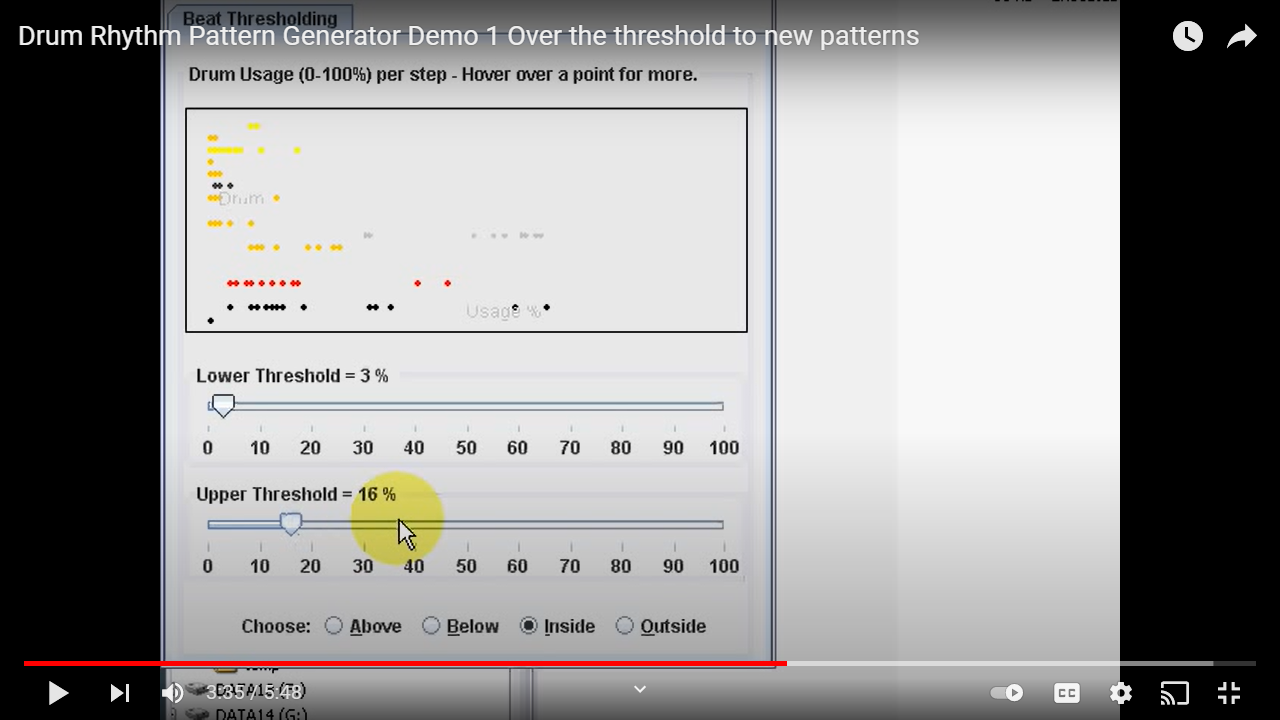 Beat Thresholding
Drum Rhythm Pattern Generator Demo 1 Over the threshold to new patterns
Drum Usage (0-100%) per step - Hover over a point for more.
Drum
Usage %
Lower Threshold = 3 %
0 10 20 30 40 50 60 70 80 90 100
Upper Threshold = 16 %
0 10 20 30 40 50 60 70 80 90 100
Choose: Above Below Inside Outside
3:35 / 5:48
CC
DATA14 (G:)